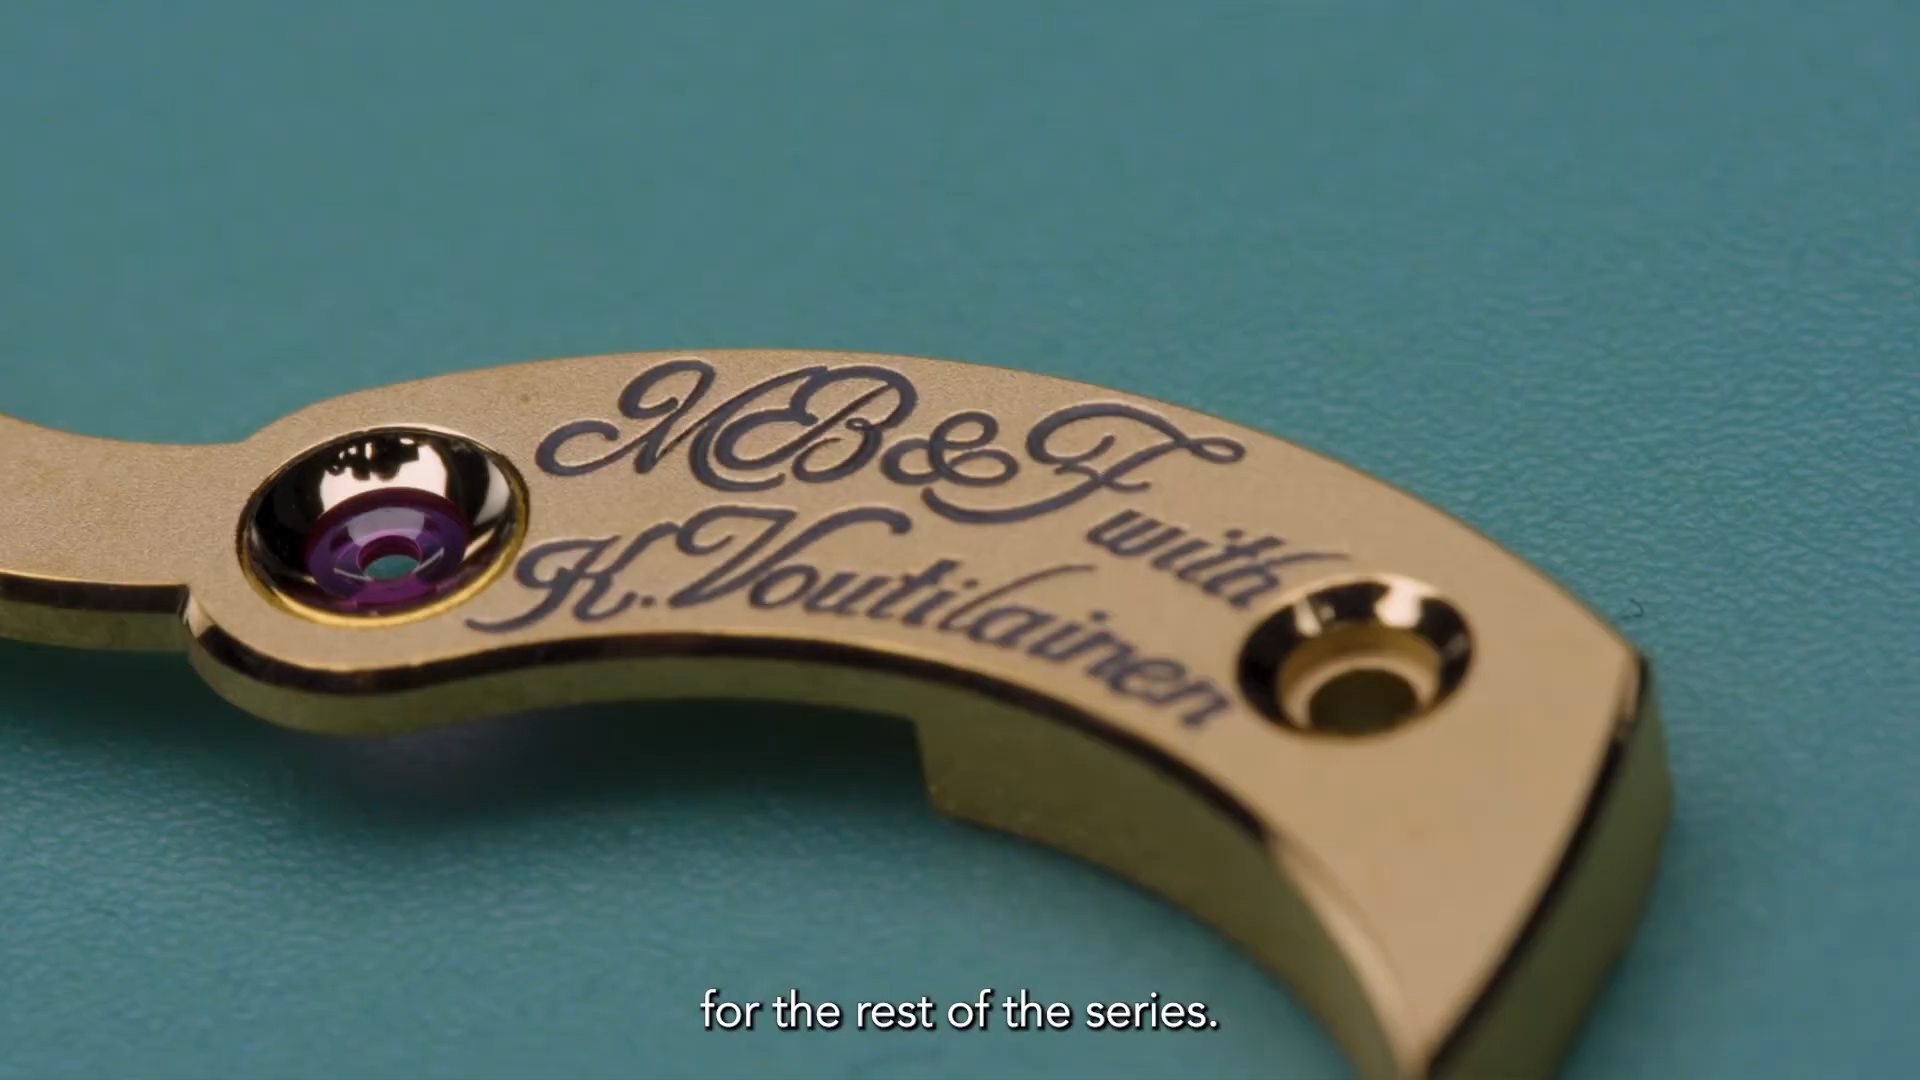 MB&F with
K. Voutilainen
for the rest of the series.